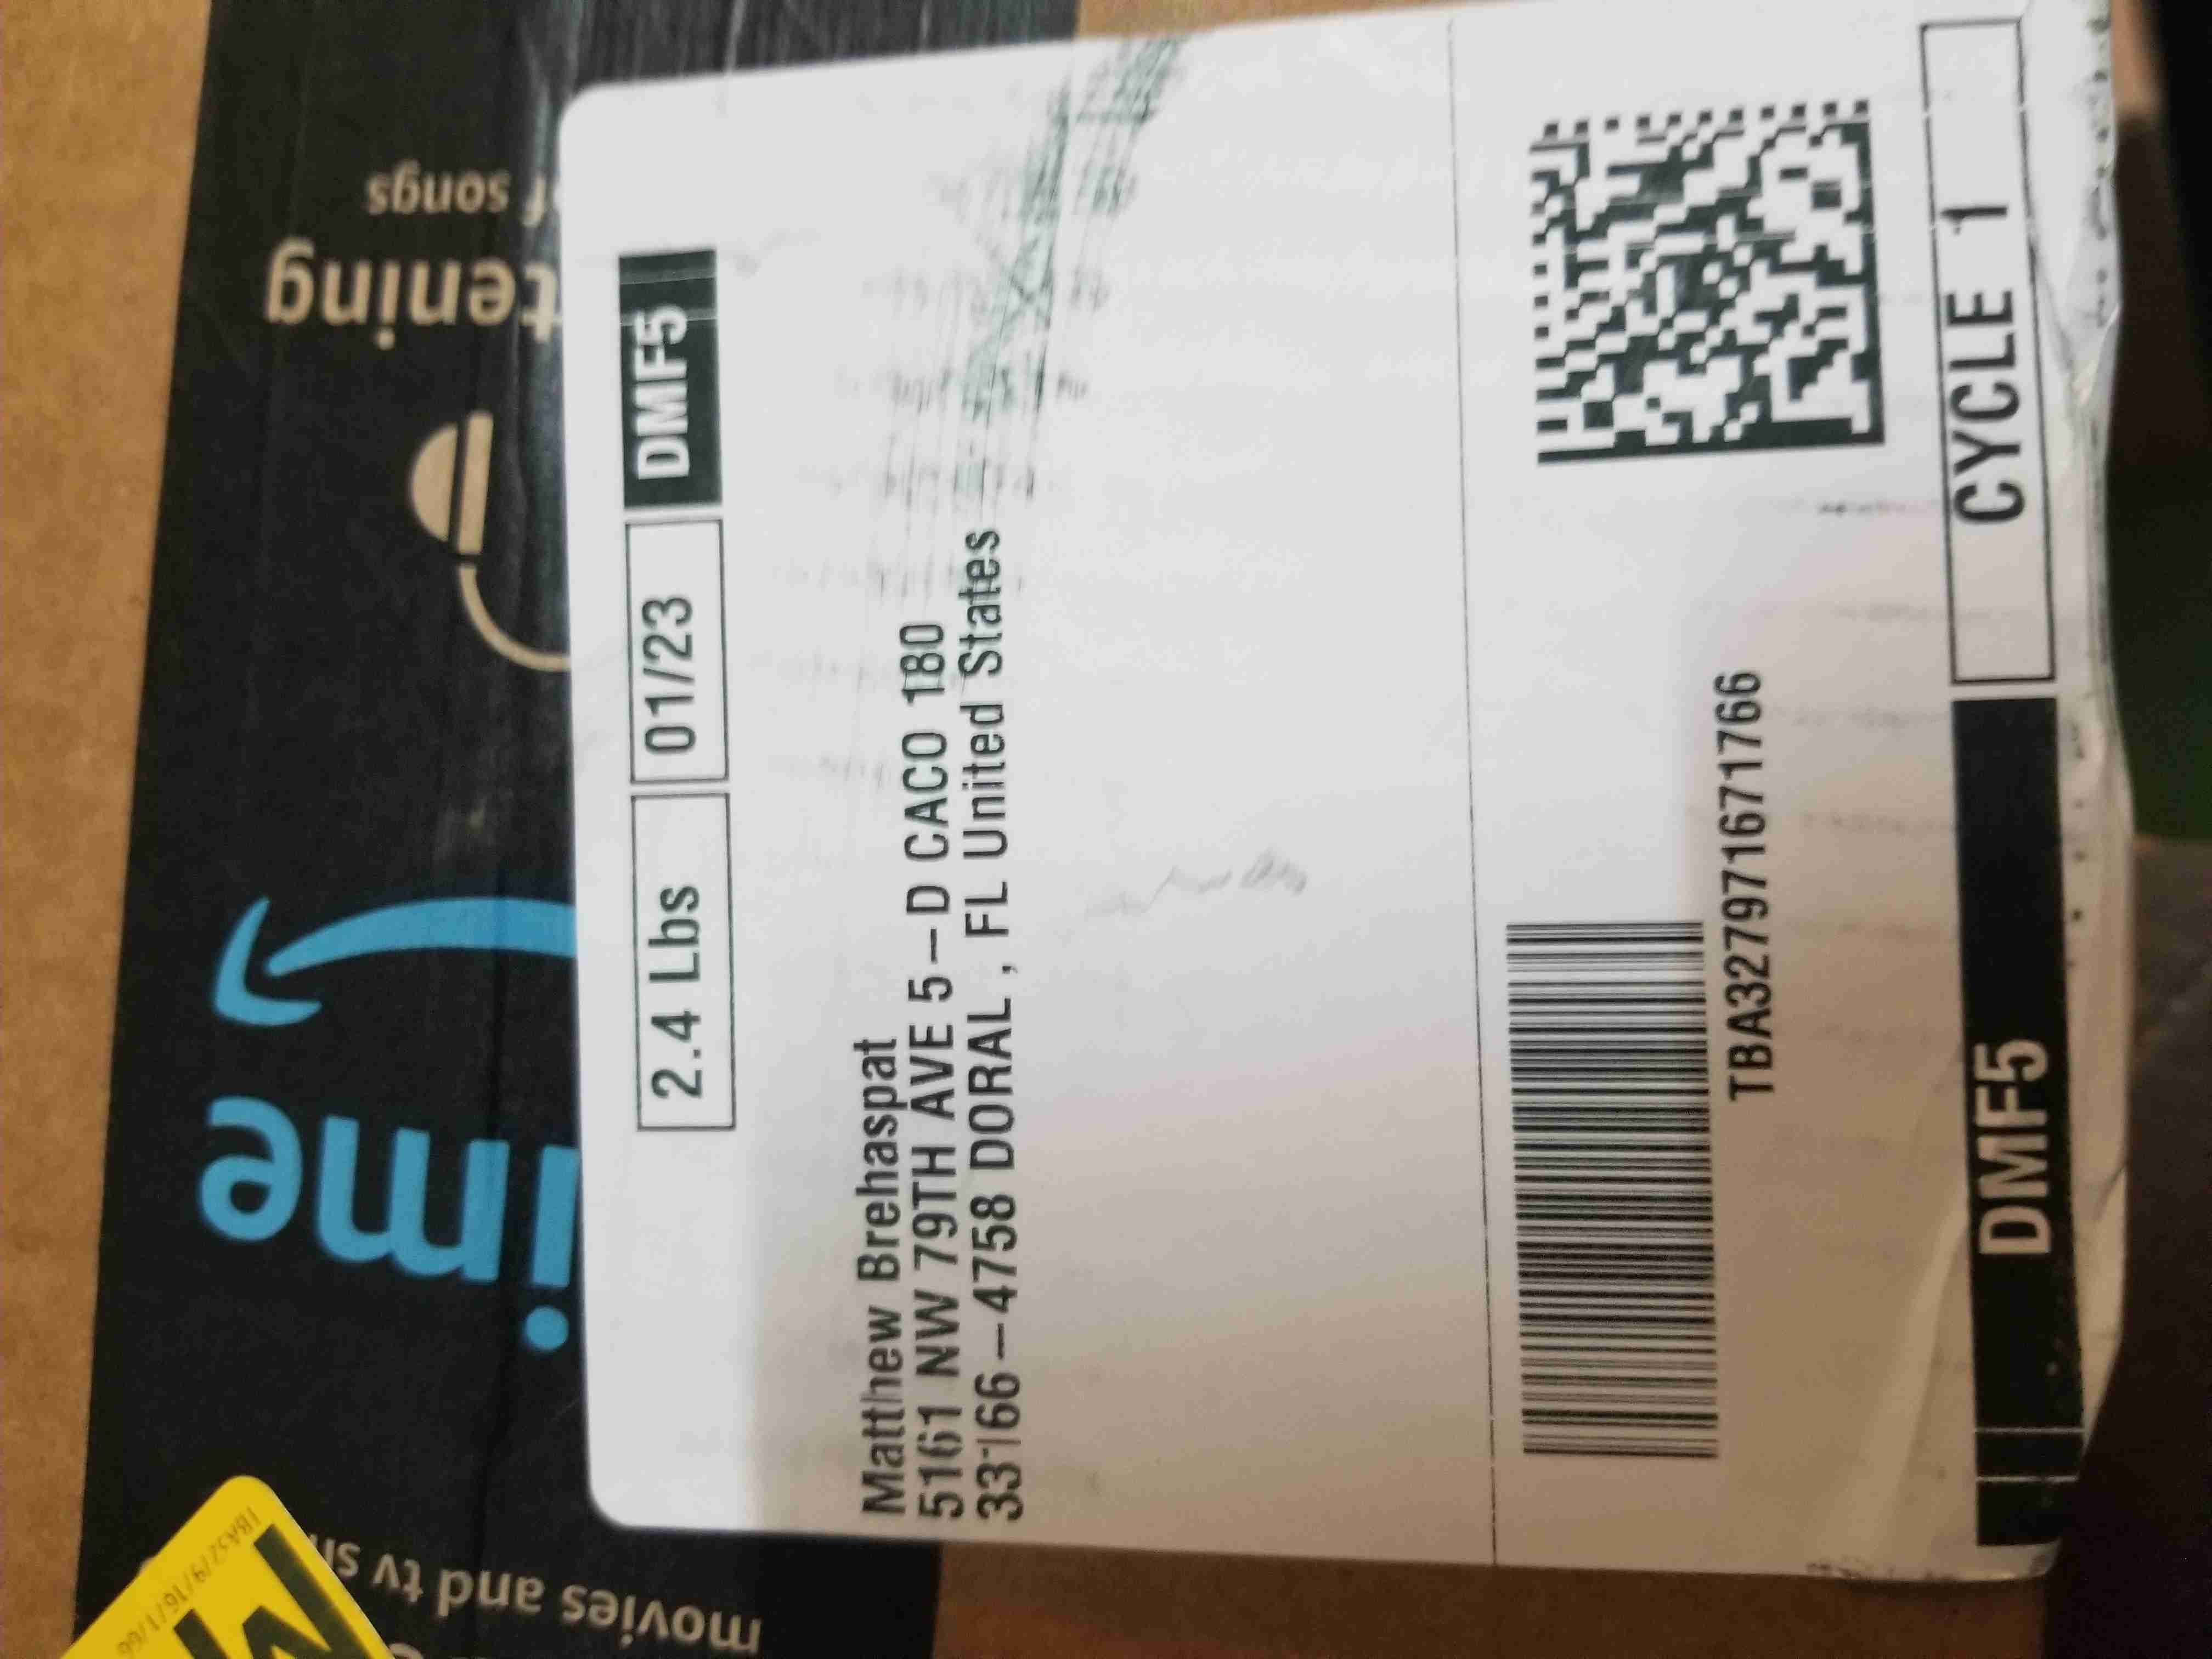 2.4 Lbs 01/23 DMF5
Matthew Brehaspat
5161 NW 79TH AVE 5-D CACO 180
33166-4758 DORAL , FL United States
TBA327971671766
DMF5 CYCLE 1
ime
tening
songs
movies and tv